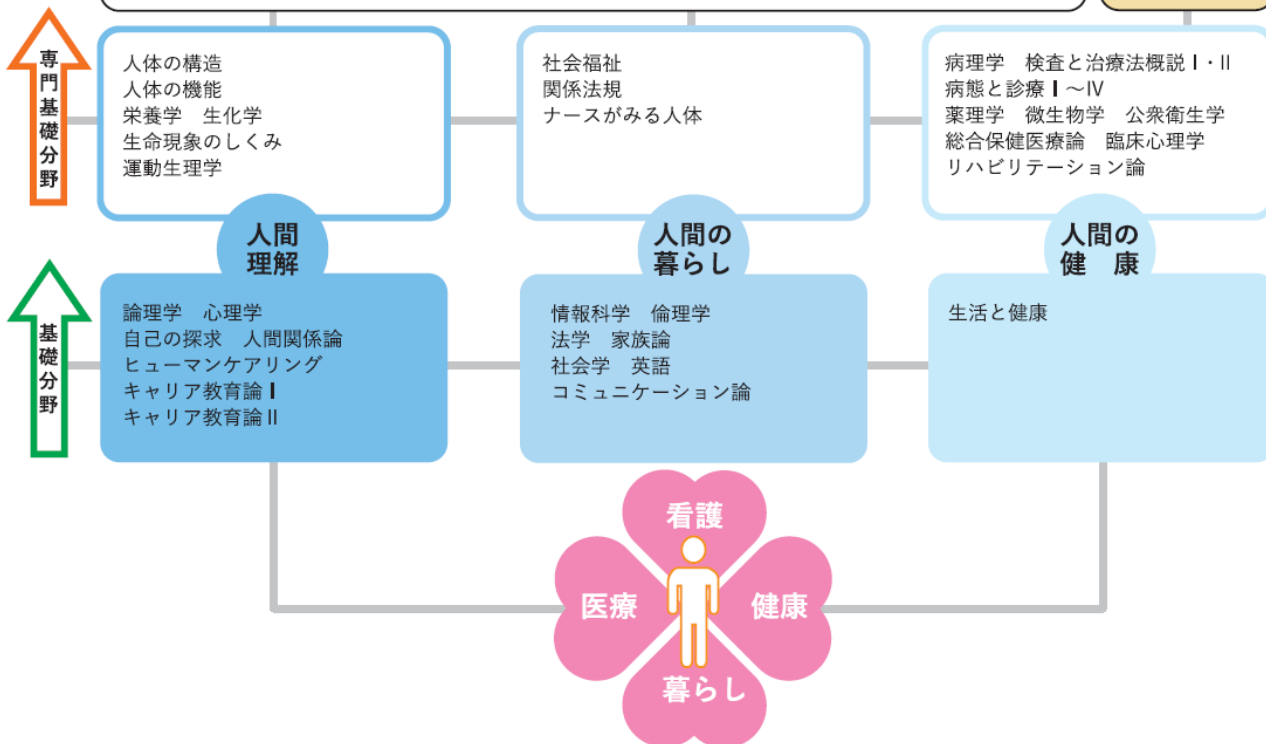 専門基礎分野
人体の構造
人体の機能
栄養学　生化学
生命現象のしくみ
運動生理学
社会福祉
関係法規
ナースがみる人体
病理学　検査と治療法概説Ⅰ・Ⅱ
病態と診療Ⅰ～Ⅳ
薬理学　微生物学　公衆衛生学
総合保健医療論　臨床心理学
リハビリテーション論
人間
理解
人間の
暮らし
人間の
健　康
基礎分野
論理学　心理学
自己の探求　人間関係論
ヒューマンケアリング
キャリア教育論Ⅰ
キャリア教育論Ⅱ
情報科学　倫理学
法学　家族論
社会学　英語
コミュニケーション論
生活と健康
看護
医療
健康
暮らし